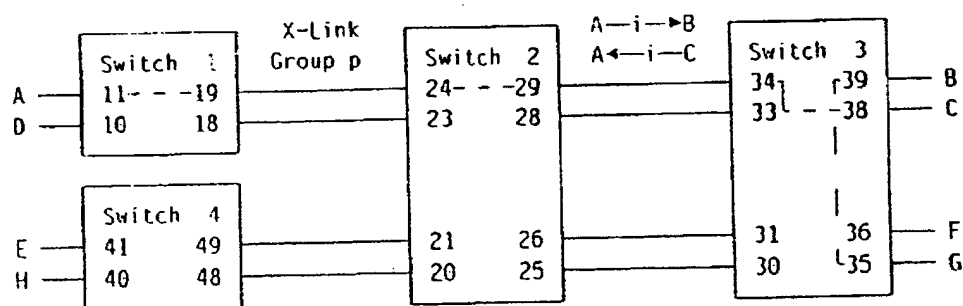 X-Link
Group p
A—i—►B
A◄—i—C
Switch 1
11- - -19
10 18
A
D
Switch 2
24- - -29
23 28
21 26
20 25
Switch 3
34 39
33 - -38
31 36
30 35
B
C
F
G
Switch 4
41 49
40 48
E
H